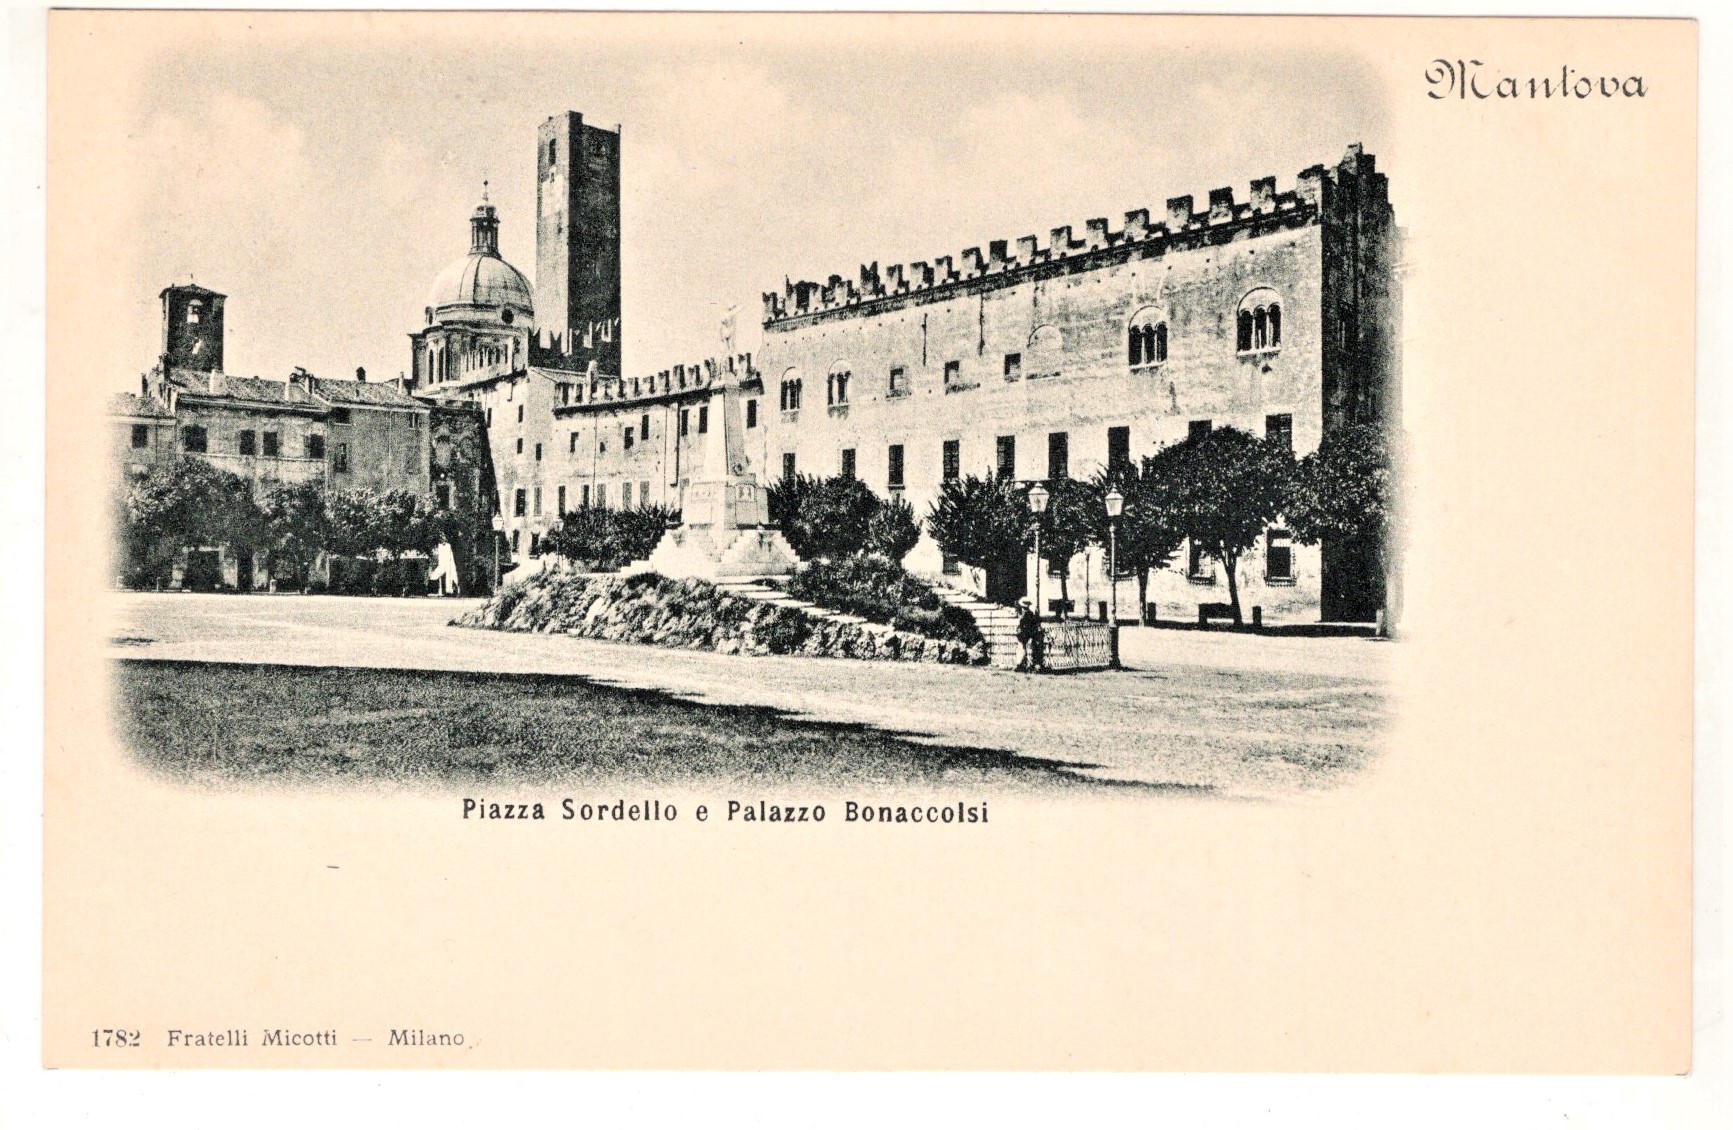 Mantova
Piazza Sordello e Palazzo Bonaccolsi
1782 Fratelli Micotti — Milano